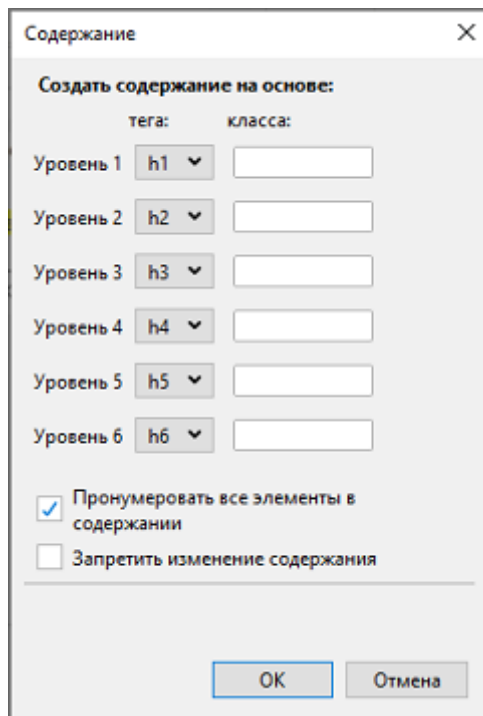 Содержание
Создать содержание на основе:
тега: класса:
Уровень 1 h1
Уровень 2 h2
Уровень 3 h3
Уровень 4 h4
Уровень 5 h5
Уровень 6 h6
Пронумеровать все элементы в
содержании
Запретить изменение содержания
OK Отмена